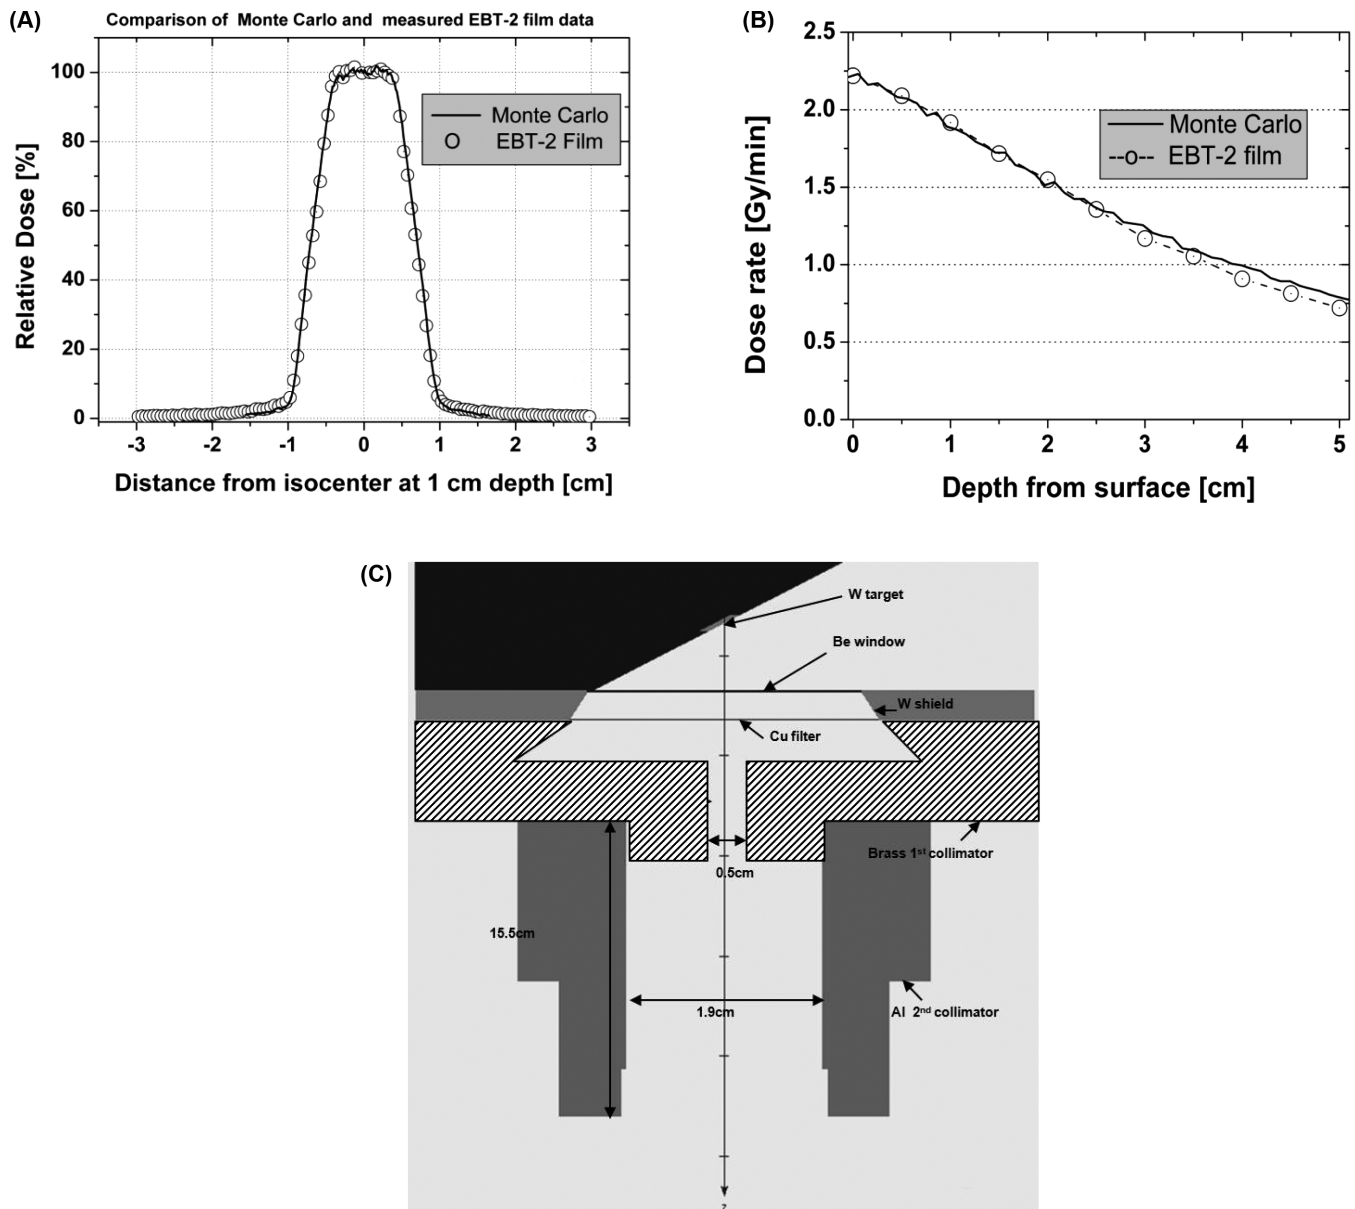 (A)
Comparison of Monte Carlo and measured EBT-2 film data
Relative Dose [%]
100
80
60
40
20
0
Monte Carlo
EBT-2 Film
-3 -2 -1 0 1 2 3
Distance from isocenter at 1 cm depth [cm]
(B)
Dose rate [Gy/min]
2.5
2.0
1.5
1.0
0.5
0.0
Monte Carlo
EBT-2 film
0 1 2 3 4 5
Depth from surface [cm]
(C)
W target
Be window
W shield
Cu filter
Brass 1st collimator
0.5cm
15.5cm
1.9cm
Al 2nd collimator
z